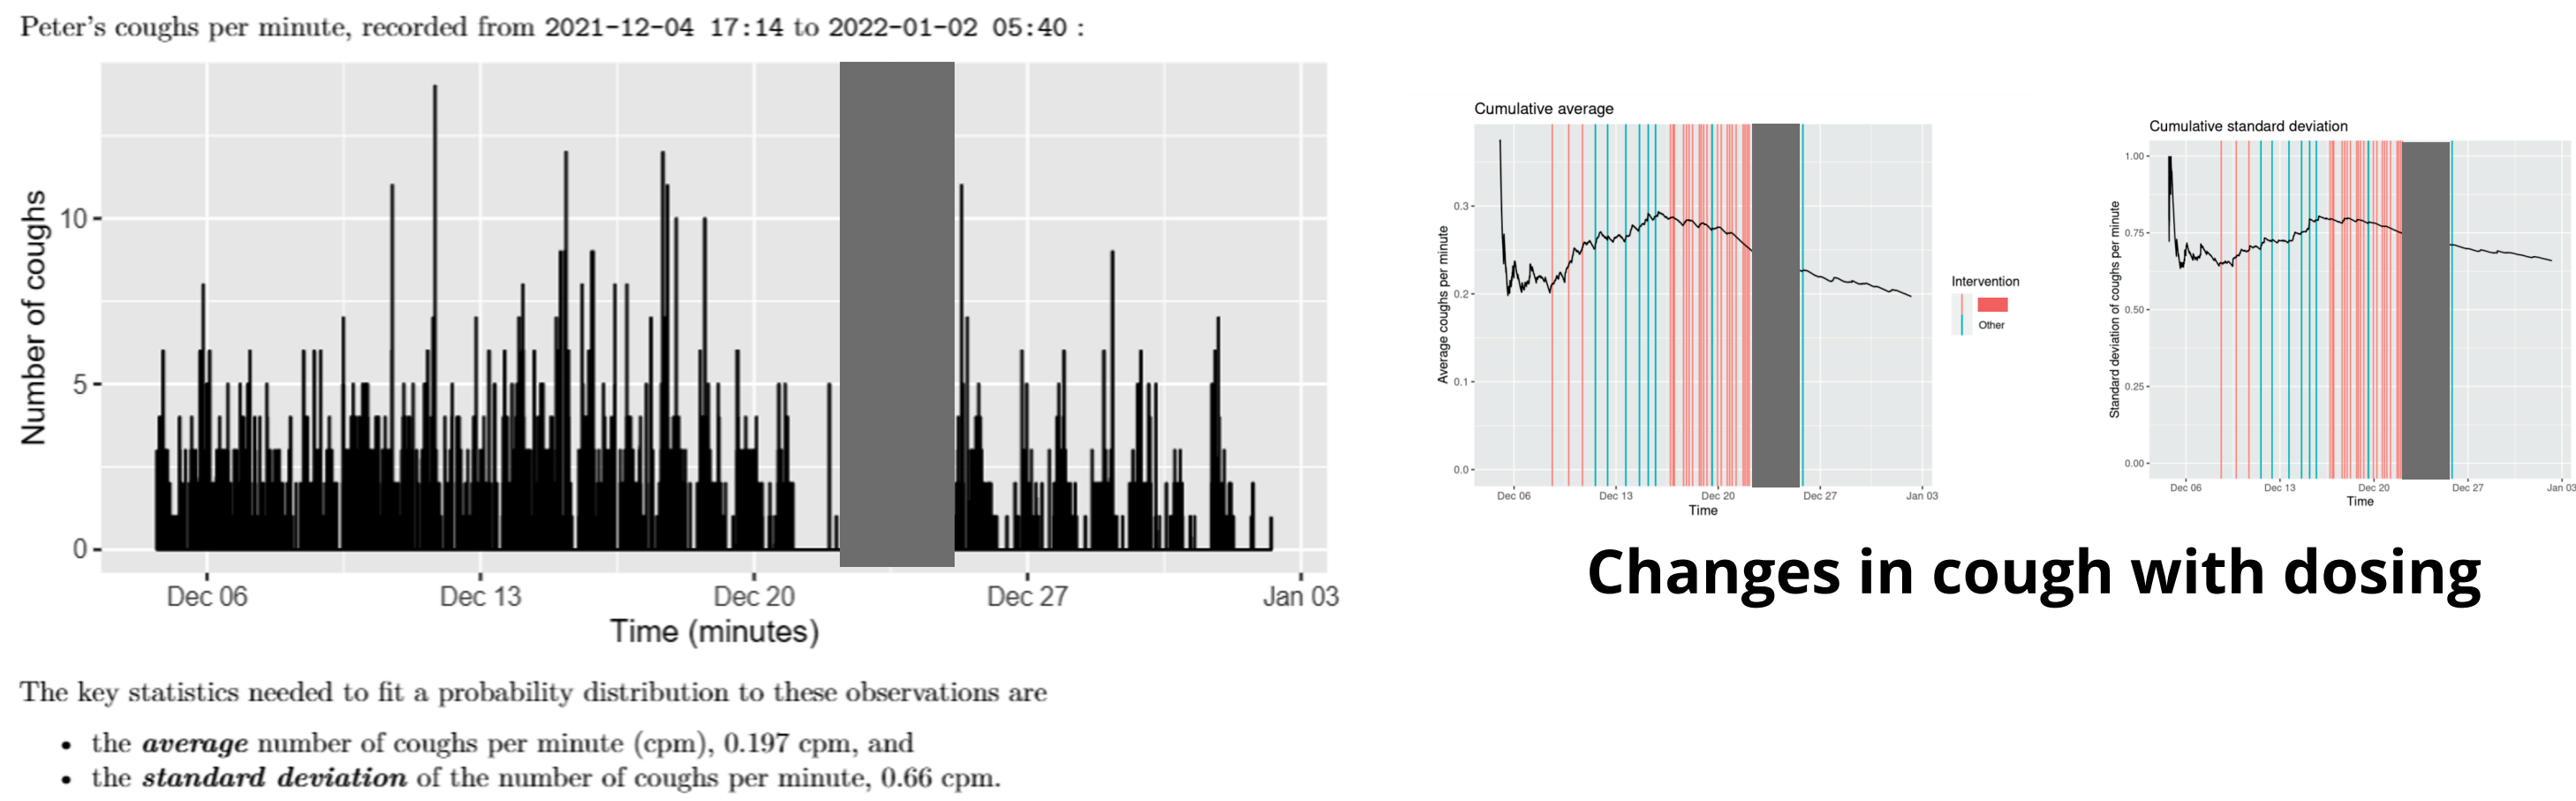 Peter's coughs per minute, recorded from 2021-12-04 17:14 to 2022-01-02 05:40 :
Number of coughs
10
5
0
Dec 06 Dec 13 Dec 20 Dec 27 Jan 03
Time (minutes)
The key statistics needed to fit a probability distribution to these observations are
• the average number of coughs per minute (cpm), 0.197 cpm, and
• the standard deviation of the number of coughs per minute, 0.66 cpm.
Cumulative average
Average coughs per minute
0.3
0.2
0.1
0.0
Dec 06 Dec 13 Dec 20 Dec 27 Jan 03
Time
Intervention
Other
Cumulative standard deviation
Standard deviation of coughs per minute
1.00
0.75
0.50
0.25
0.00
Dec 06 Dec 13 Dec 20 Dec 27 Jan 03
Time
Changes in cough with dosing